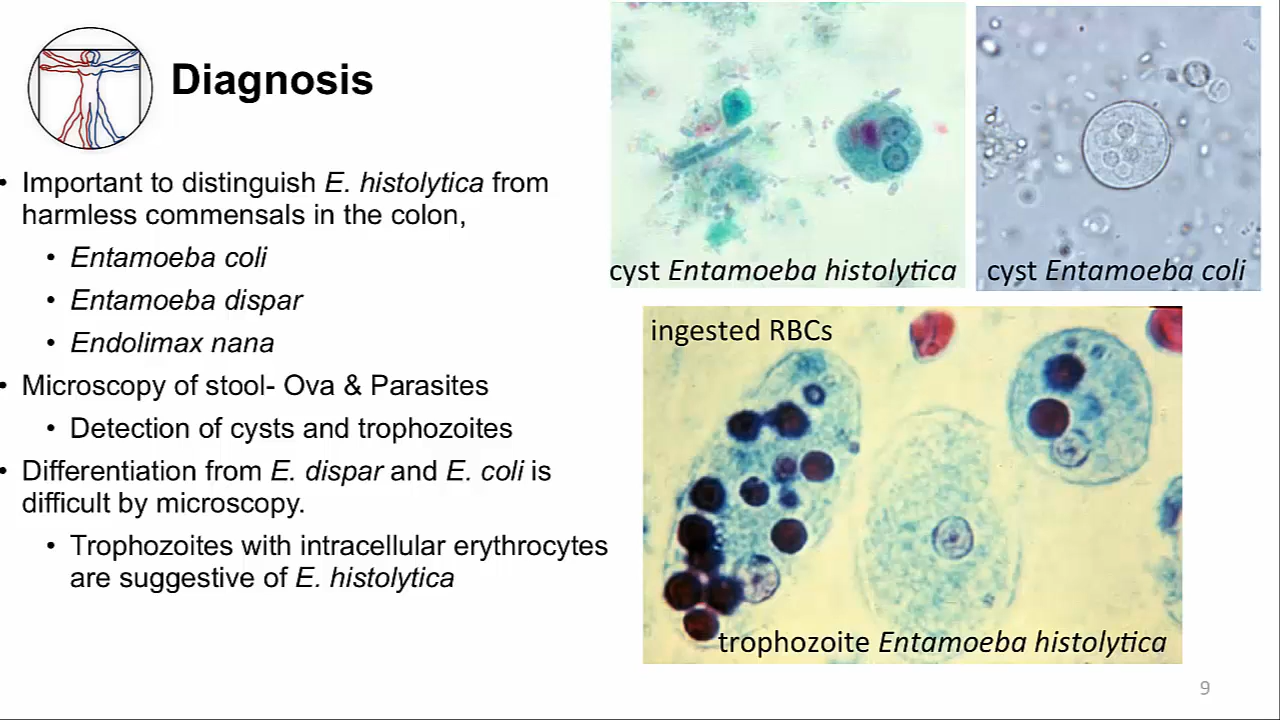 Diagnosis
• Important to distinguish E. histolytica from
harmless commensals in the colon,
• Entamoeba coli
• Entamoeba dispar
• Endolimax nana
• Microscopy of stool- Ova & Parasites
• Detection of cysts and trophozoites
• Differentiation from E. dispar and E. coli is
difficult by microscopy.
• Trophozoites with intracellular erythrocytes
are suggestive of E. histolytica
cyst Entamoeba histolytica
cyst Entamoeba coli
ingested RBCs
trophozoite Entamoeba histolytica
9